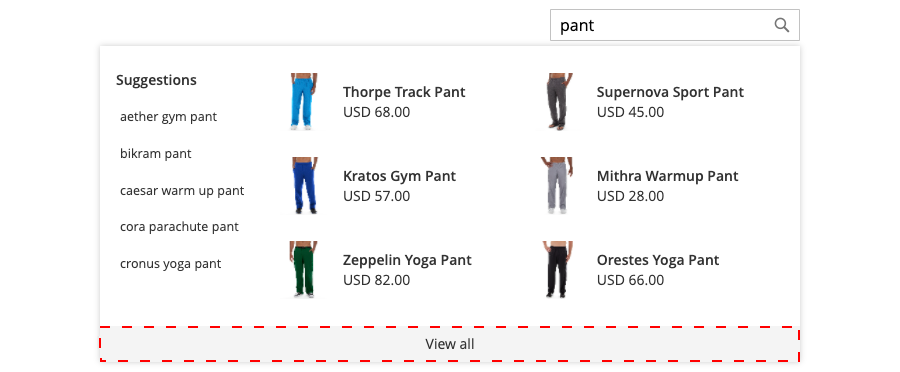 pant
Suggestions
aether gym pant
bikram pant
caesar warm up pant
cora parachute pant
cronus yoga pant
Thorpe Track Pant
USD 68.00
Supernova Sport Pant
USD 45.00
Kratos Gym Pant
USD 57.00
Mithra Warmup Pant
USD 28.00
Zeppelin Yoga Pant
USD 82.00
Orestes Yoga Pant
USD 66.00
View all